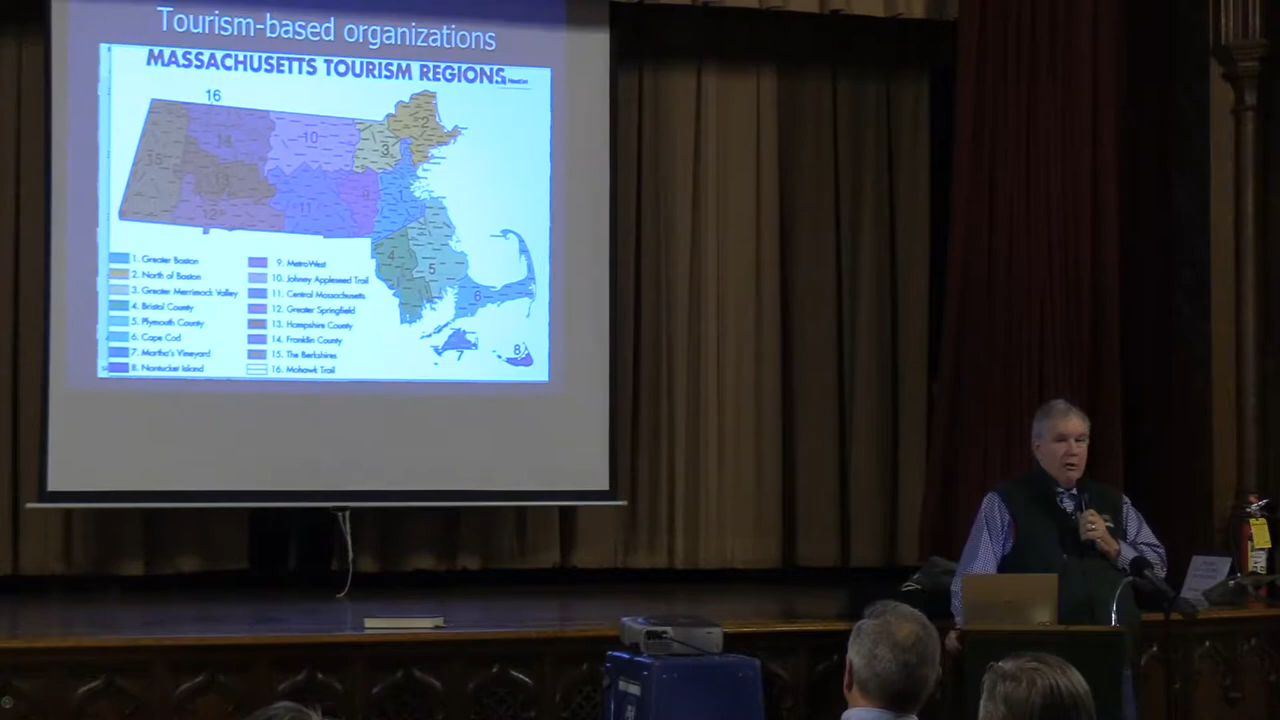 Tourism-based organizations
MASSACHUSETTS TOURISM REGIONS
16
2
14
10
3
15
13
9
1
12
11
4
5
6
7
8
1. Greater Boston
2. North of Boston
3. Greater Merrimack Valley
4. Bristol County
5. Plymouth County
6. Cape Cod
7. Martha's Vineyard
8. Nantucket Island
9. MetroWest
10. Johnny Appleseed Trail
11. Central Massachusetts
12. Greater Springfield
13. Hampshire County
14. Franklin County
15. The Berkshires
16. Mohawk Trail